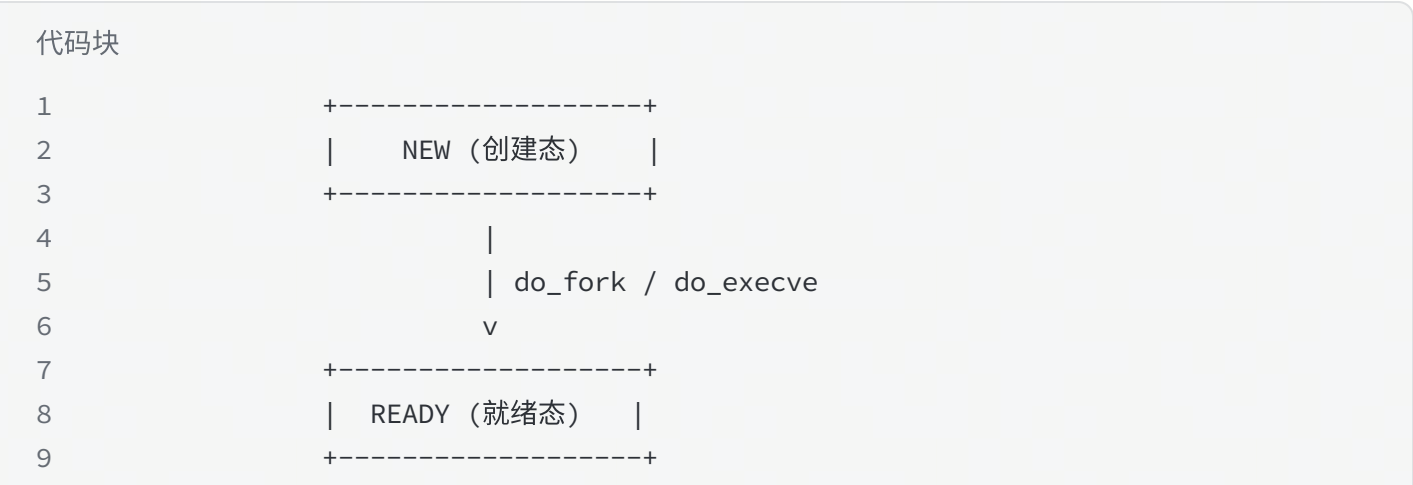 代码块
1                 +-------------------+
2                 |    NEW (创建态)    |
3                 +-------------------+
4                           |
5                           | do_fork / do_execve
6                           v
7                 +-------------------+
8                 |  READY (就绪态)   |
9                 +-------------------+